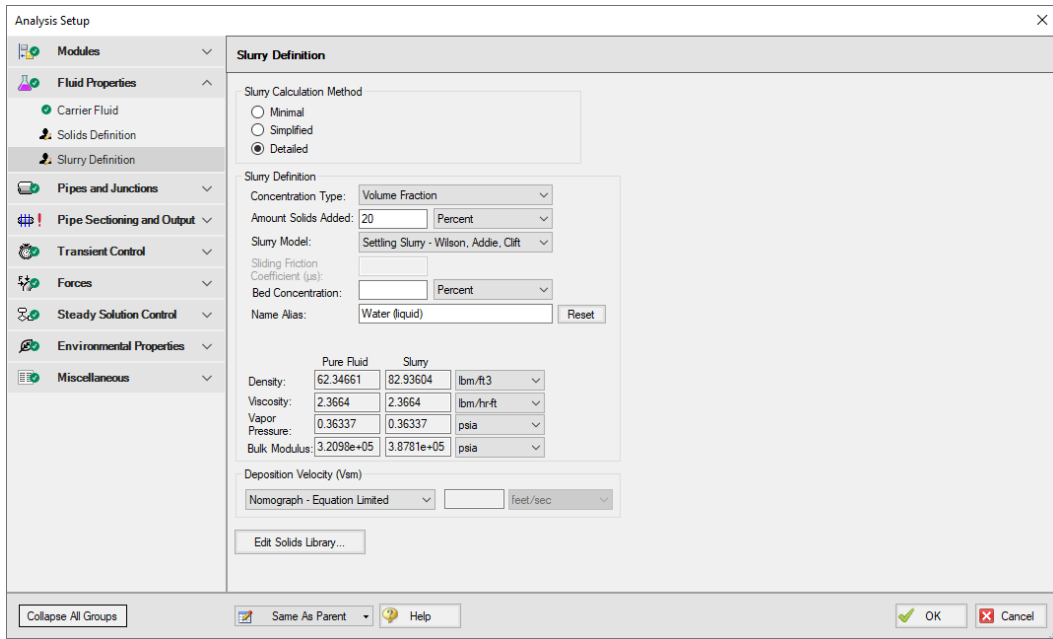 Analysis Setup
Modules
Fluid Properties
Carrier Fluid
Solids Definition
Slurry Definition
Pipes and Junctions
Pipe Sectioning and Output
Transient Control
Forces
Steady Solution Control
Environmental Properties
Miscellaneous
Collapse All Groups
Slurry Definition
Slurry Calculation Method
Minimal
Simplified
Detailed
Slurry Definition
Concentration Type: Volume Fraction
Amount Solids Added: 20 Percent
Slurry Model: Settling Slurry - Wilson, Addie, Clift
Sliding Friction
Coefficient (μs):
Bed Concentration: Percent
Name Alias: Water (liquid) Reset
Pure Fluid Slurry
Density: 62.34661 82.93604 lbm/ft3
Viscosity: 2.3664 2.3664 lbm/hr-ft
Vapor
Pressure: 0.36337 0.36337 psia
Bulk Modulus: 3.2098e+05 3.8781e+05 psia
Deposition Velocity (Vsm)
Nomograph - Equation Limited feet/sec
Edit Solids Library...
Same As Parent Help OK Cancel